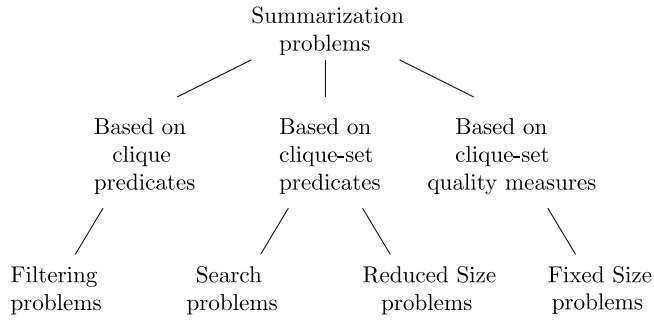 Summarization
problems
Based on
clique
predicates
Based on
clique-set
predicates
Based on
clique-set
quality measures
Filtering
problems
Search
problems
Reduced Size
problems
Fixed Size
problems